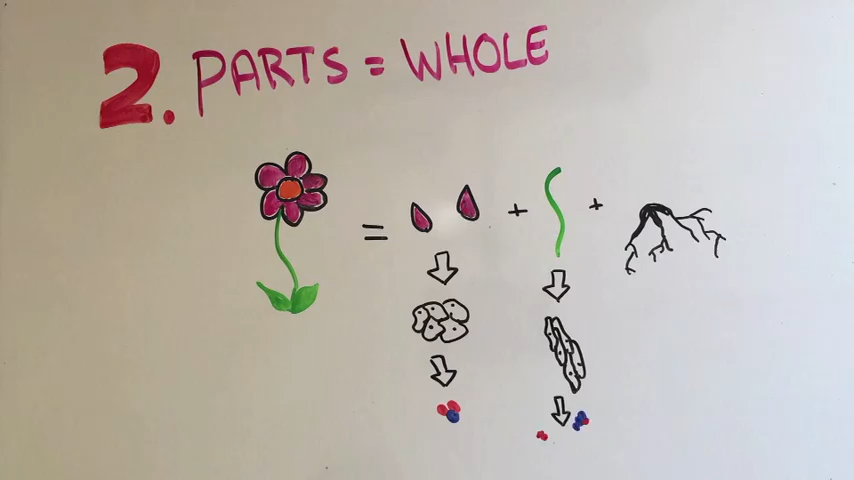 2. PARTS = WHOLE
= + +